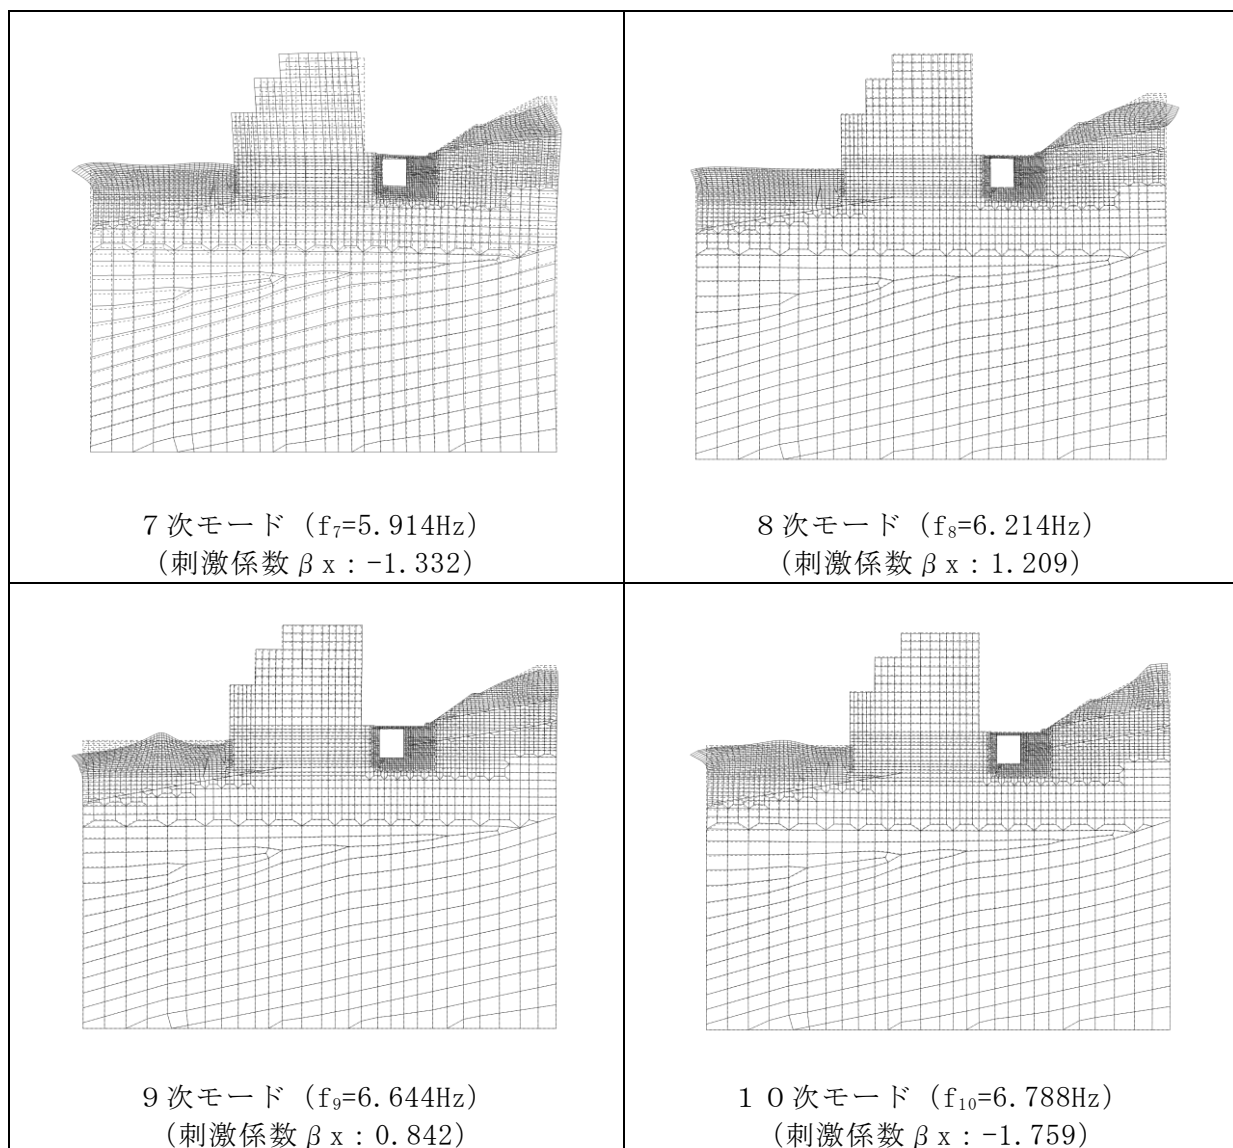 7次モード（f₇=5.914Hz）
（刺激係数βx：-1.332）
8次モード（f₈=6.214Hz）
（刺激係数βx：1.209）
9次モード（f₉=6.644Hz）
（刺激係数βx：0.842）
１０次モード（f₁₀=6.788Hz）
（刺激係数βx：-1.759）